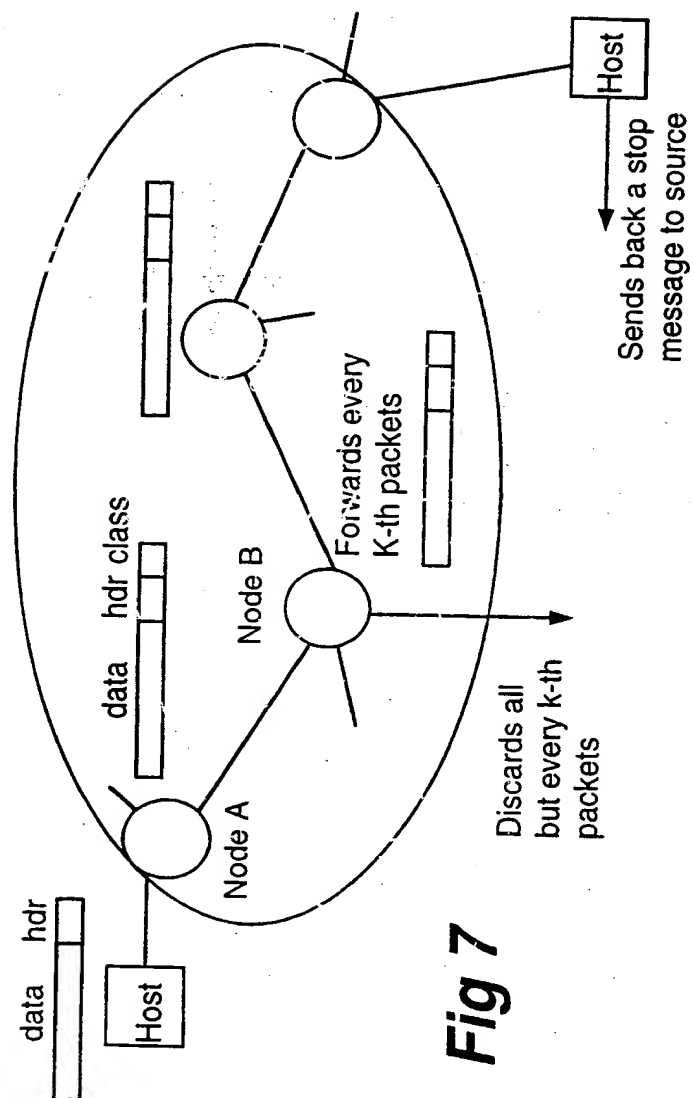 data hdr
Host
Node A
data hdr class
Node B
Forwards every
K-th packets
Discards all
but every k-th
packets
Host
Sends back a stop
message to source
Fig 7